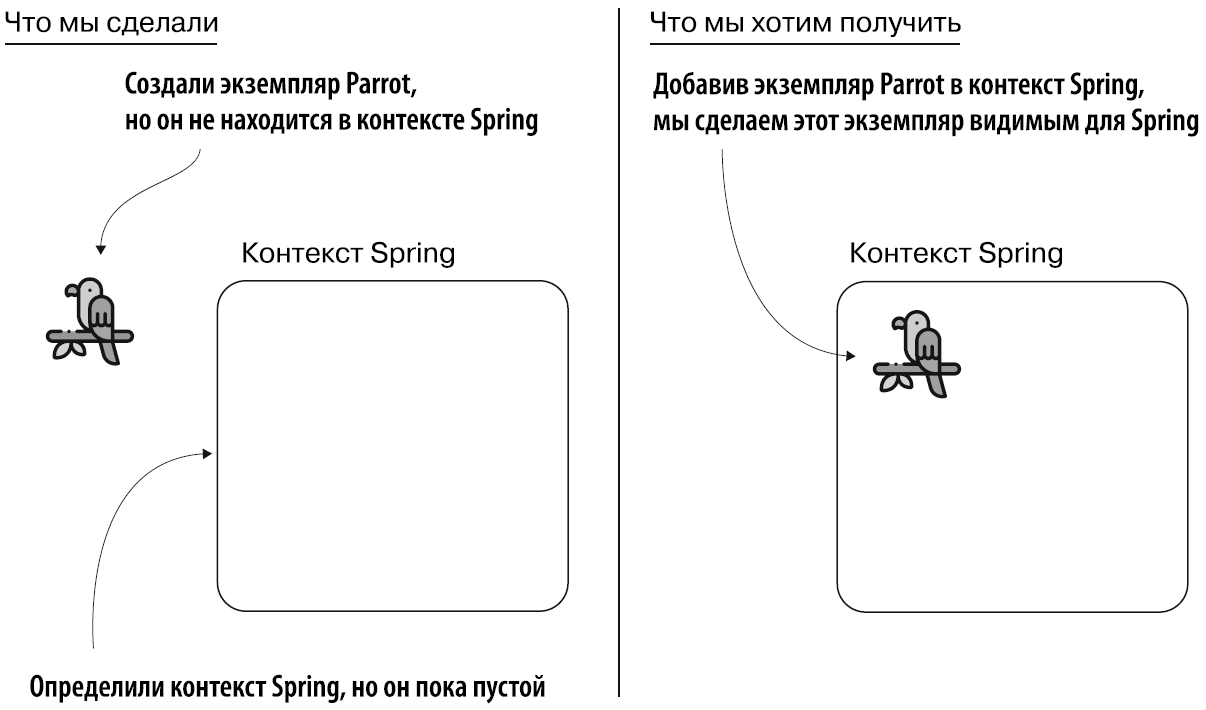 Что мы сделали
Создали экземпляр Parrot,
но он не находится в контексте Spring
Контекст Spring
Определили контекст Spring, но он пока пустой
Что мы хотим получить
Добавив экземпляр Parrot в контекст Spring,
мы сделаем этот экземпляр видимым для Spring
Контекст Spring